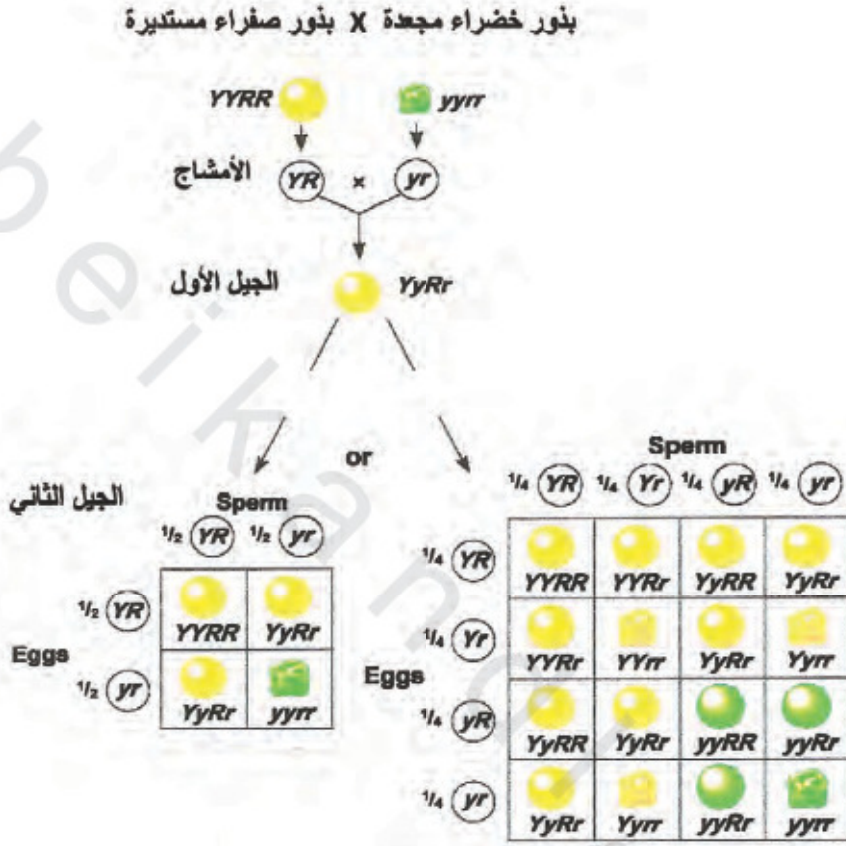 بذور خضراء مجعدة X بذور صفراء مستديرة
YYRR yyrr
الأمشاج YR × yr
الجيل الأول YyRr
or
الجيل الثاني
Sperm
1/2 YR 1/2 yr
Eggs
1/2 YR YYRR YyRr
1/2 yr YyRr yyrr
Sperm
1/4 YR 1/4 Yr 1/4 yR 1/4 yr
Eggs
1/4 YR YYRR YYRr YyRR YyRr
1/4 Yr YYRr YYrr YyRr Yyrr
1/4 yR YyRR YyRr yyRR yyRr
1/4 yr YyRr Yyrr yyRr yyrr